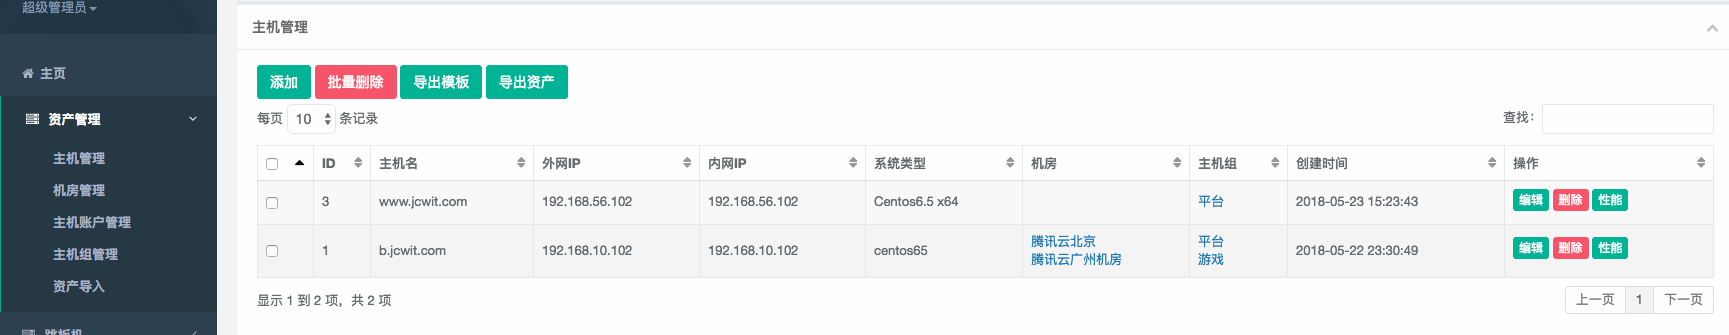 超级管理员
主页
资产管理
主机管理
机房管理
主机账户管理
主机组管理
资产导入
跳板机
主机管理
添加 批量删除 导出模板 导出资产
每页 10 条记录
查找：
ID 主机名 外网IP 内网IP 系统类型 机房 主机组 创建时间 操作
3 www.jcwit.com 192.168.56.102 192.168.56.102 Centos6.5 x64 平台 2018-05-23 15:23:43 编辑 删除 性能
1 b.jcwit.com 192.168.10.102 192.168.10.102 centos65 腾讯云北京 平台 2018-05-22 23:30:49 编辑 删除 性能
腾讯云广州机房 游戏
显示 1 到 2 项，共 2 项
上一页 1 下一页